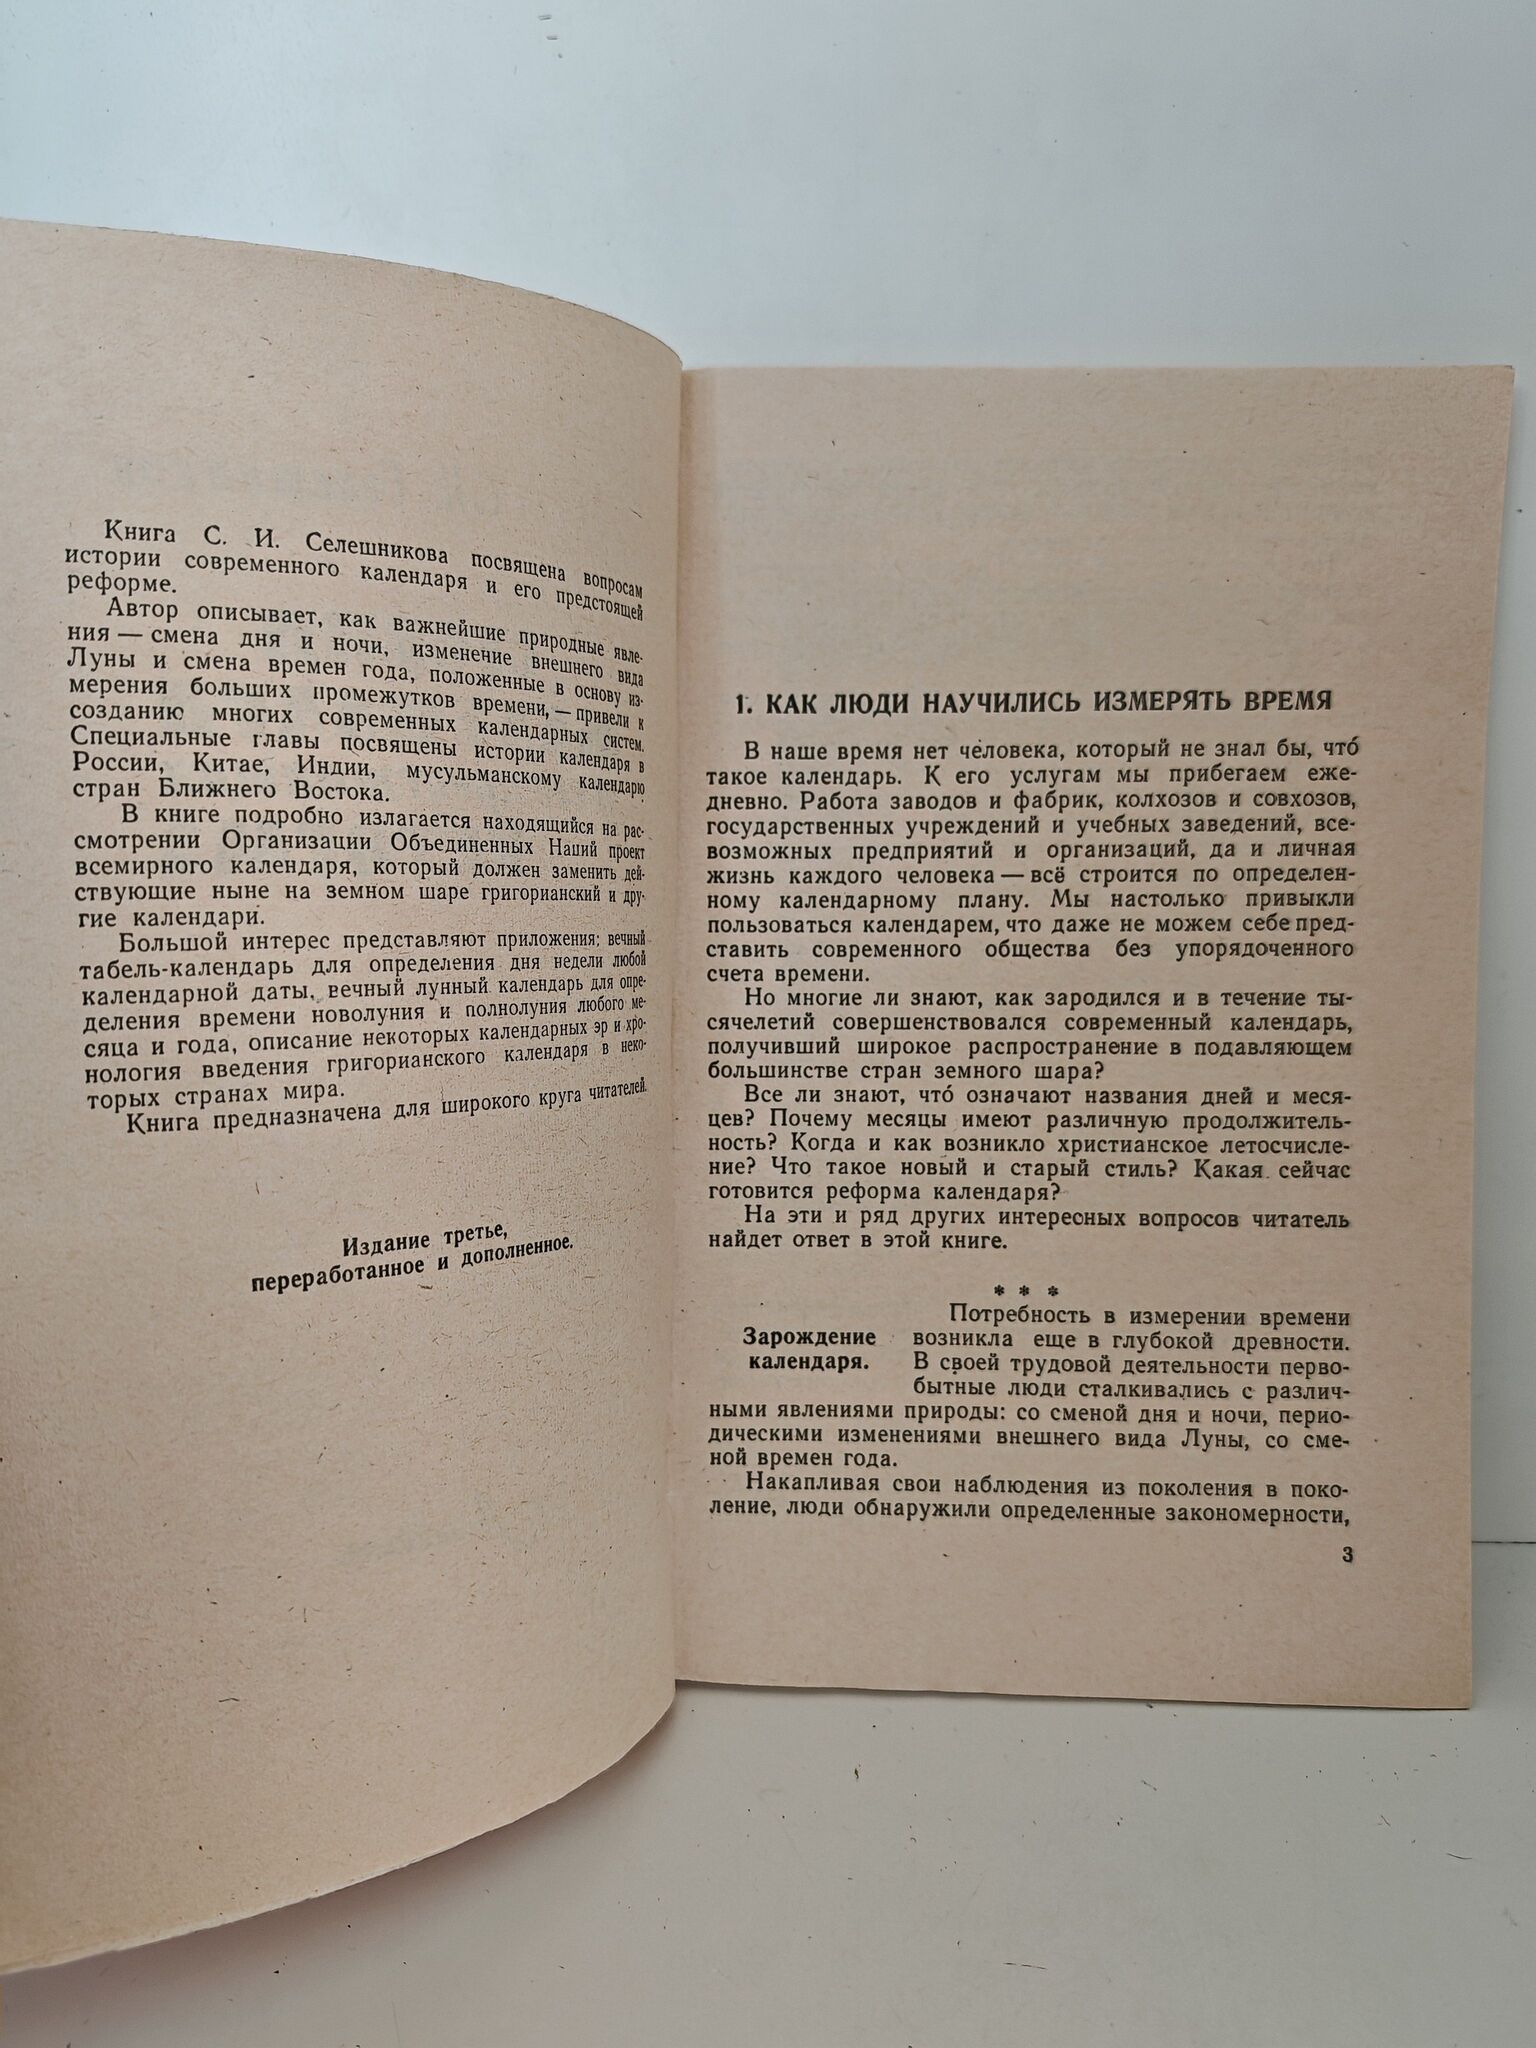 Книга С. И. Селешникова посвящена вопросам
истории современного календаря и его предстоящей
реформе.
Автор описывает, как важнейшие природные явле-
ния — смена дня и ночи, изменение внешнего вида
Луны и смена времен года, положенные в основу из-
мерения больших промежутков времени, — привели к
созданию многих современных календарных систем.
Специальные главы посвящены истории календаря в
России, Китае, Индии, мусульманскому календарю
стран Ближнего Востока.
В книге подробно излагается находящийся на рас-
смотрении Организации Объединенных Наций проект
всемирного календаря, который должен заменить дей-
ствующие ныне на земном шаре григорианский и дру-
гие календари.
Большой интерес представляют приложения: вечный
табель-календарь для определения дня недели любой
календарной даты, вечный лунный календарь для опре-
деления времени новолуния и полнолуния любого ме-
сяца и года, описание некоторых календарных эр и хро-
нология введения григорианского календаря в неко-
торых странах мира.
Книга предназначена для широкого круга читателей.
Издание третье,
переработанное и дополненное.
1. КАК ЛЮДИ НАУЧИЛИСЬ ИЗМЕРЯТЬ ВРЕМЯ
В наше время нет человека, который не знал бы, что́
такое календарь. К его услугам мы прибегаем еже-
дневно. Работа заводов и фабрик, колхозов и совхозов,
государственных учреждений и учебных заведений, все-
возможных предприятий и организаций, да и личная
жизнь каждого человека — всё строится по определен-
ному календарному плану. Мы настолько привыкли
пользоваться календарем, что даже не можем себе пред-
ставить современного общества без упорядоченного
счета времени.
Но многие ли знают, как зародился и в течение ты-
сячелетий совершенствовался современный календарь,
получивший широкое распространение в подавляющем
большинстве стран земного шара?
Все ли знают, что́ означают названия дней и меся-
цев? Почему месяцы имеют различную продолжитель-
ность? Когда и как возникло христианское летосчисле-
ние? Что такое новый и старый стиль? Какая сейчас
готовится реформа календаря?
На эти и ряд других интересных вопросов читатель
найдет ответ в этой книге.
* * *
Зарождение
календаря.
Потребность в измерении времени
возникла еще в глубокой древности.
В своей трудовой деятельности перво-
бытные люди сталкивались с различ-
ными явлениями природы: со сменой дня и ночи, перио-
дическими изменениями внешнего вида Луны, со сме-
ной времен года.
Накапливая свои наблюдения из поколения в поко-
ление, люди обнаружили определенные закономерности,
3